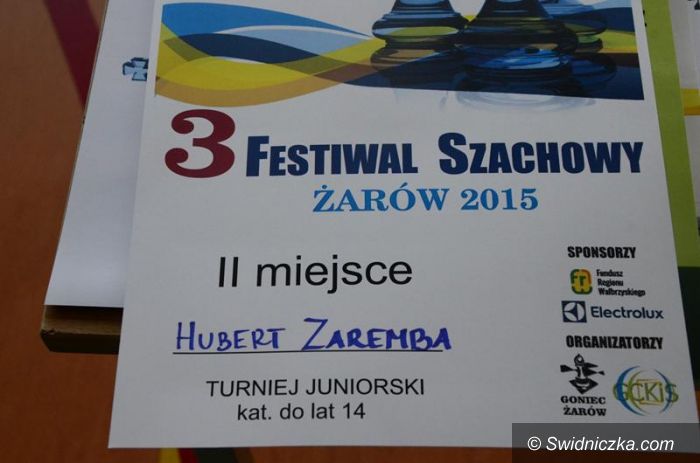 3 FESTIWAL SZACHOWY
ŻARÓW 2015
II miejsce
HUBERT ZAREMBA
TURNIEJ JUNIORSKI
kat. do lat 14
SPONSORZY
fr Fundusz
Regionu
Wałbrzyskiego
Electrolux
ORGANIZATORZY
GONIEC
ŻARÓW
GCKiS
© Swidniczka.com